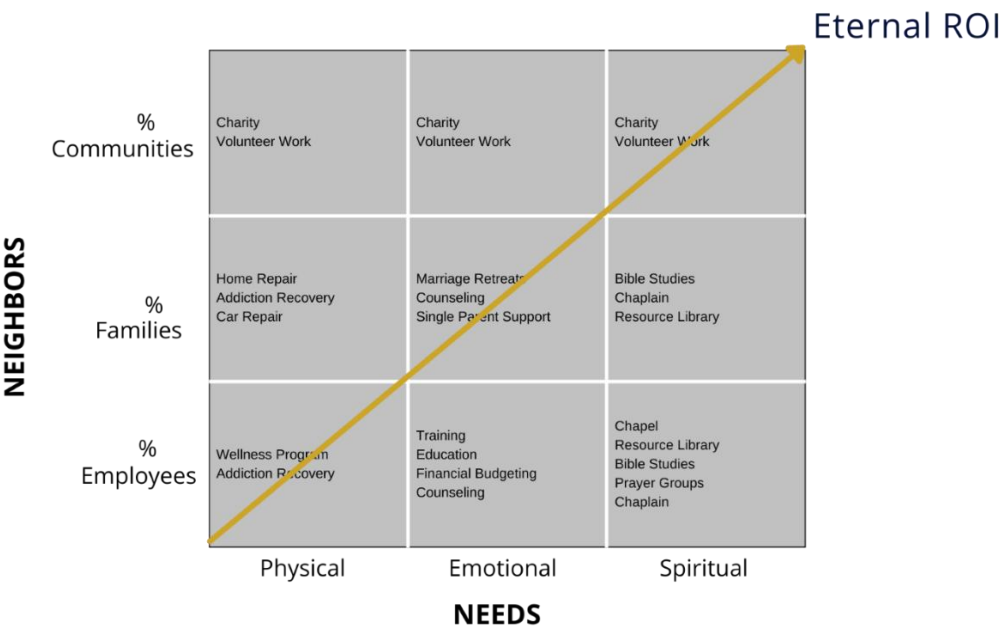 Eternal ROI
NEIGHBORS
%
Communities
Charity
Volunteer Work
Charity
Volunteer Work
Charity
Volunteer Work
%
Families
Home Repair
Addiction Recovery
Car Repair
Marriage Retreats
Counseling
Single Parent Support
Bible Studies
Chaplain
Resource Library
%
Employees
Wellness Program
Addiction Recovery
Training
Education
Financial Budgeting
Counseling
Chapel
Resource Library
Bible Studies
Prayer Groups
Chaplain
Physical
Emotional
Spiritual
NEEDS